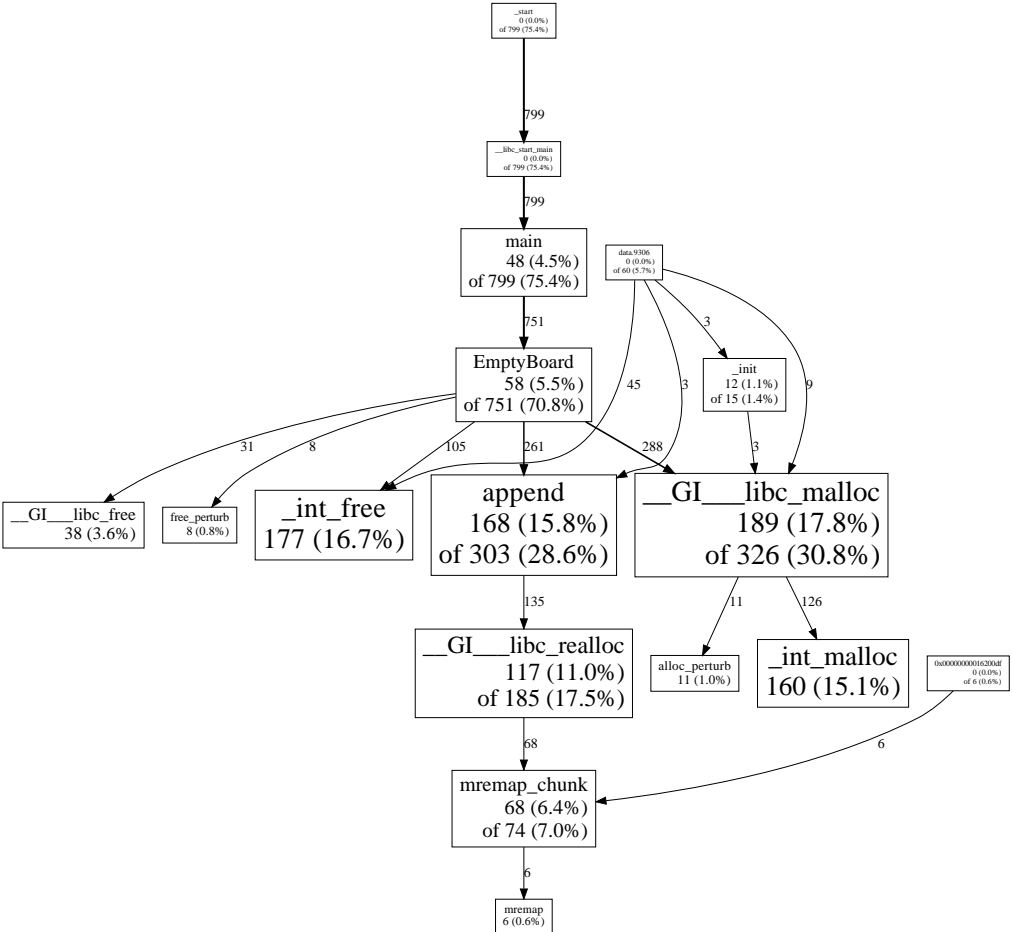 _start
0 (0.0%)
of 799 (75.4%)
799
__libc_start_main
0 (0.0%)
of 799 (75.4%)
799
main
48 (4.5%)
of 799 (75.4%)
data.9306
0 (0.0%)
of 60 (5.7%)
751
3
EmptyBoard
58 (5.5%)
of 751 (70.8%)
_init
12 (1.1%)
of 15 (1.4%)
45
3
9
31
8
105
261
288
3
__GI___libc_free
38 (3.6%)
free_perturb
8 (0.8%)
_int_free
177 (16.7%)
append
168 (15.8%)
of 303 (28.6%)
__GI___libc_malloc
189 (17.8%)
of 326 (30.8%)
135
11
126
__GI___libc_realloc
117 (11.0%)
of 185 (17.5%)
alloc_perturb
11 (1.0%)
_int_malloc
160 (15.1%)
0x00000000016200df
0 (0.0%)
of 6 (0.6%)
68
6
mremap_chunk
68 (6.4%)
of 74 (7.0%)
6
mremap
6 (0.6%)